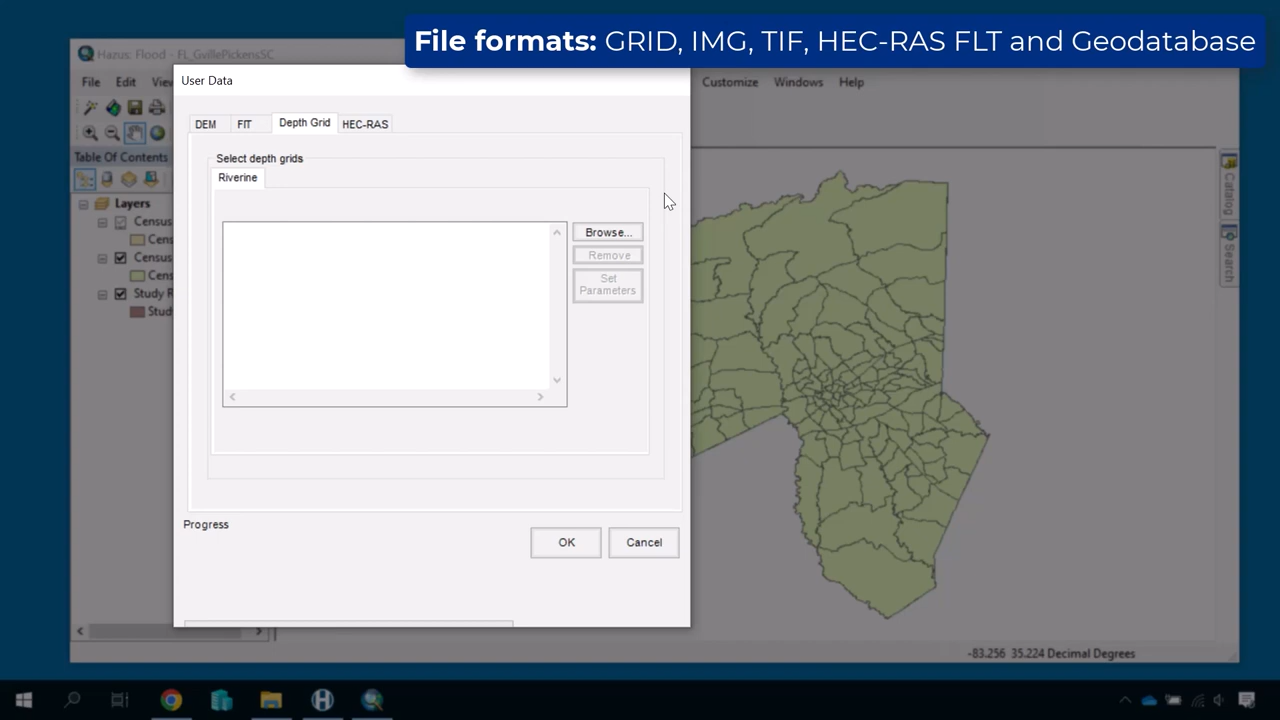 File formats: GRID, IMG, TIF, HEC-RAS FLT and Geodatabase
Hazus: Flood - FL_GvillePickensSC
File Edit Vie
Customize Windows Help
User Data
DEM FIT Depth Grid HEC-RAS
Table Of Contents
Select depth grids
Riverine
Layers
Census
Cens
Census
Cens
Study R
Stud
Browse...
Remove
Set
Parameters
Catalog
Search
Progress
OK Cancel
-83.256 35.224 Decimal Degrees